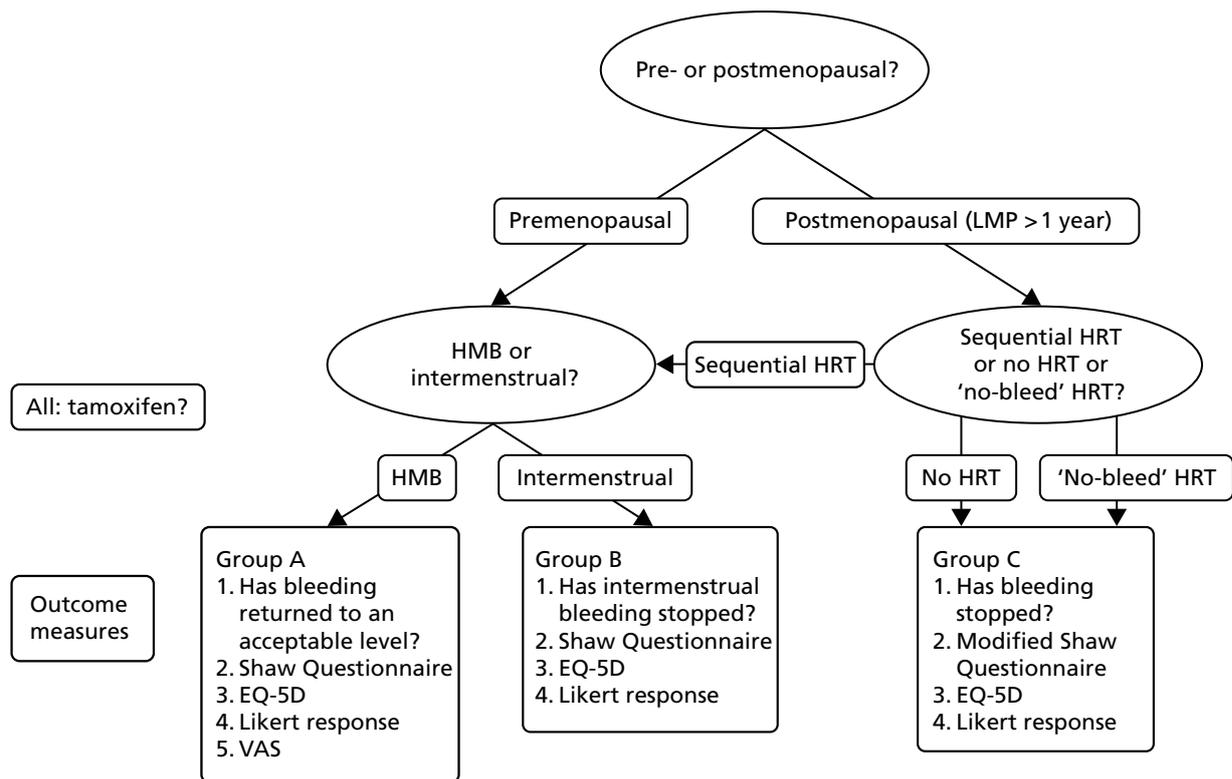 Pre- or postmenopausal?
Premenopausal
Postmenopausal (LMP >1 year)
HMB or
intermenstrual?
Sequential HRT
Sequential HRT
or no HRT or
‘no-bleed’ HRT?
All: tamoxifen?
HMB
Intermenstrual
No HRT
‘No-bleed’ HRT
Outcome
measures
Group A
1. Has bleeding
returned to an
acceptable level?
2. Shaw Questionnaire
3. EQ-5D
4. Likert response
5. VAS
Group B
1. Has intermenstrual
bleeding stopped?
2. Shaw Questionnaire
3. EQ-5D
4. Likert response
Group C
1. Has bleeding
stopped?
2. Modified Shaw
Questionnaire
3. EQ-5D
4. Likert response